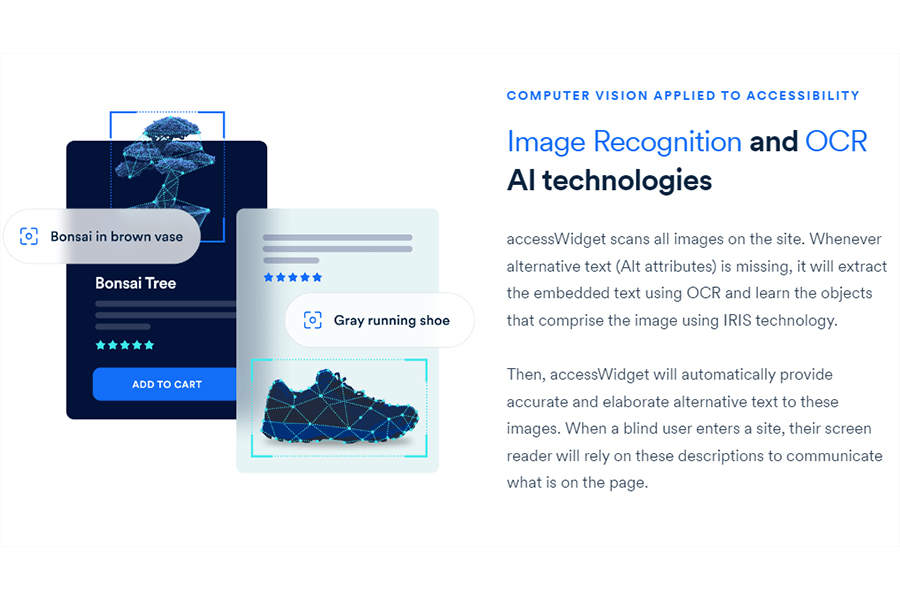 COMPUTER VISION APPLIED TO ACCESSIBILITY
Image Recognition and OCR
AI technologies
accessWidget scans all images on the site. Whenever
alternative text (Alt attributes) is missing, it will extract
the embedded text using OCR and learn the objects
that comprise the image using IRIS technology.
Then, accessWidget will automatically provide
accurate and elaborate alternative text to these
images. When a blind user enters a site, their screen
reader will rely on these descriptions to communicate
what is on the page.
Bonsai in brown vase
Bonsai Tree
ADD TO CART
Gray running shoe